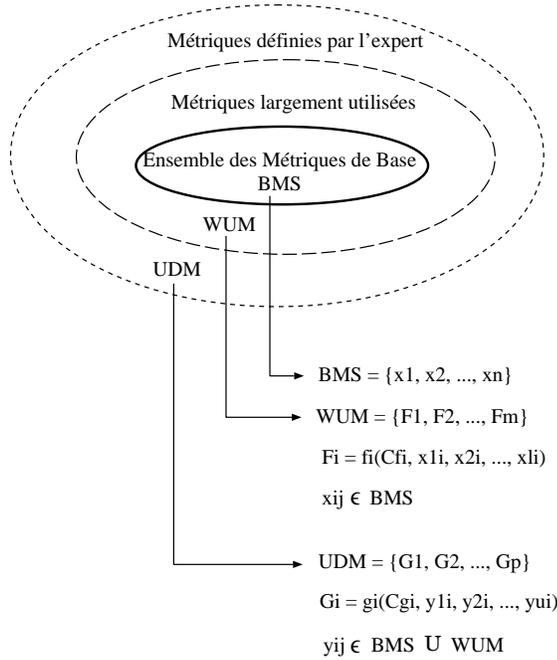 Métriques définies par l'expert
Métriques largement utilisées
Ensemble des Métriques de Base
BMS
WUM
UDM
BMS = {x1, x2, ..., xn}
WUM = {F1, F2, ..., Fm}
Fi = fi(Cfi, x1i, x2i, ..., xli)
xij ϵ BMS
UDM = {G1, G2, ..., Gp}
Gi = gi(Cgi, y1i, y2i, ..., yui)
yij ϵ BMS U WUM